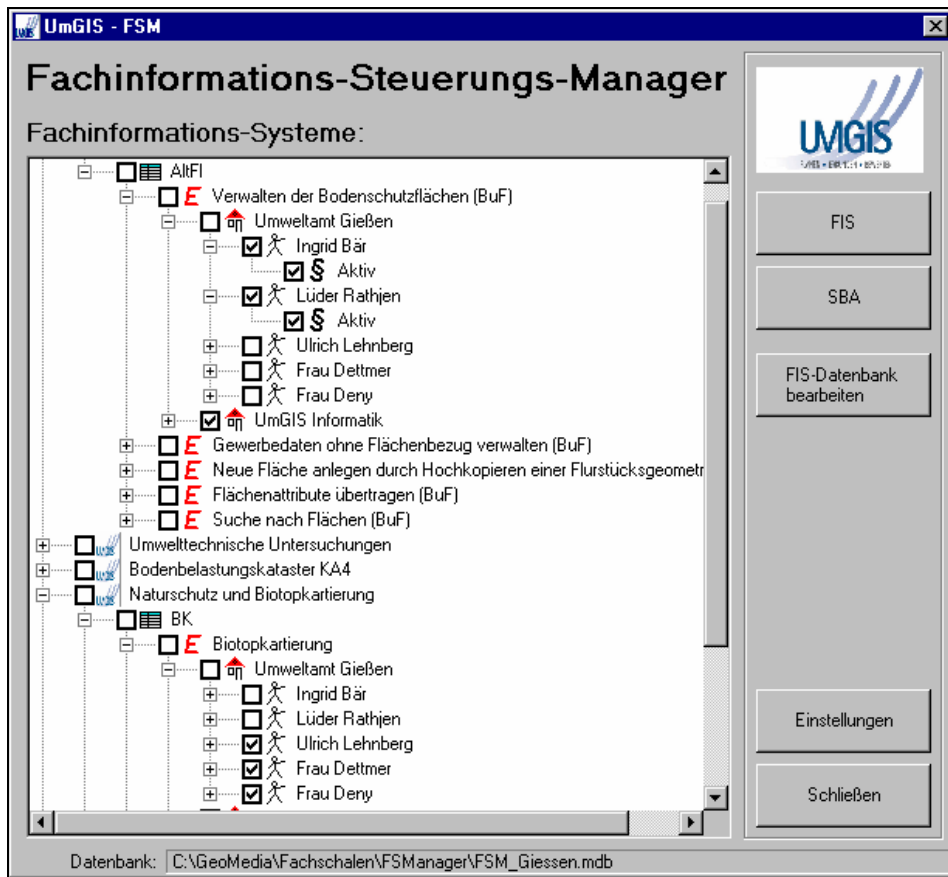 UmGIS - FSM
Fachinformations-Steuerungs-Manager
Fachinformations-Systeme:
AltFl
E Verwalten der Bodenschutzflächen (BuF)
Umweltamt Gießen
Ingrid Bär
§ Aktiv
Lüder Rathjen
§ Aktiv
Ulrich Lehnberg
Frau Dettmer
Frau Deny
UmGIS Informatik
E Gewerbedaten ohne Flächenbezug verwalten (BuF)
E Neue Fläche anlegen durch Hochkopieren einer Flurstücksgeometr
E Flächenattribute übertragen (BuF)
E Suche nach Flächen (BuF)
Umwelttechnische Untersuchungen
Bodenbelastungskataster KA4
Naturschutz und Biotopkartierung
BK
E Biotopkartierung
Umweltamt Gießen
Ingrid Bär
Lüder Rathjen
Ulrich Lehnberg
Frau Dettmer
Frau Deny
UMGIS
FIS
SBA
FIS-Datenbank
bearbeiten
Einstellungen
Schließen
Datenbank: C:\GeoMedia\Fachschalen\FSManager\FSM_Giessen.mdb